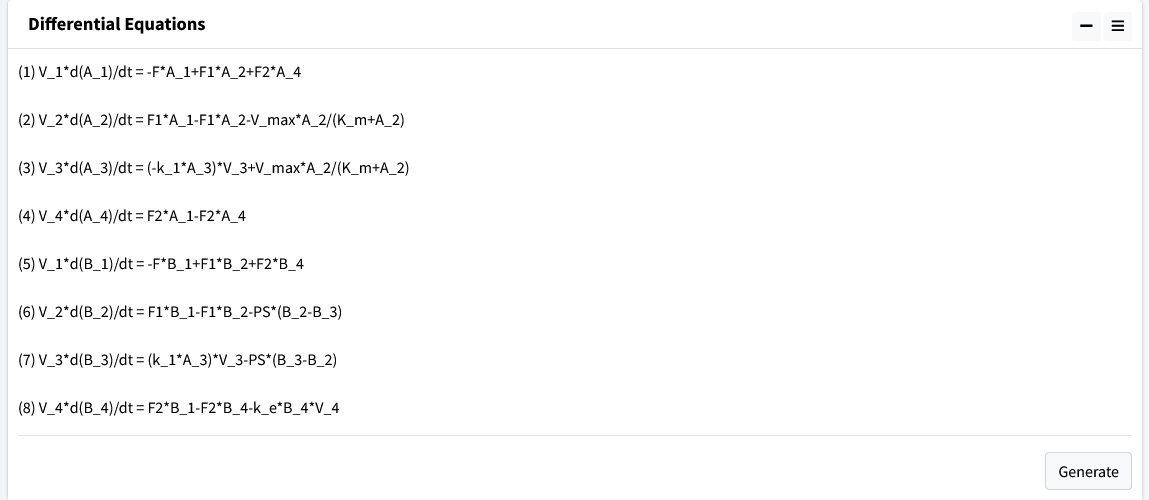 Differential Equations
(1) V_1*d(A_1)/dt = -F*A_1+F1*A_2+F2*A_4
(2) V_2*d(A_2)/dt = F1*A_1-F1*A_2-V_max*A_2/(K_m+A_2)
(3) V_3*d(A_3)/dt = (-k_1*A_3)*V_3+V_max*A_2/(K_m+A_2)
(4) V_4*d(A_4)/dt = F2*A_1-F2*A_4
(5) V_1*d(B_1)/dt = -F*B_1+F1*B_2+F2*B_4
(6) V_2*d(B_2)/dt = F1*B_1-F1*B_2-PS*(B_2-B_3)
(7) V_3*d(B_3)/dt = (k_1*A_3)*V_3-PS*(B_3-B_2)
(8) V_4*d(B_4)/dt = F2*B_1-F2*B_4-k_e*B_4*V_4
Generate